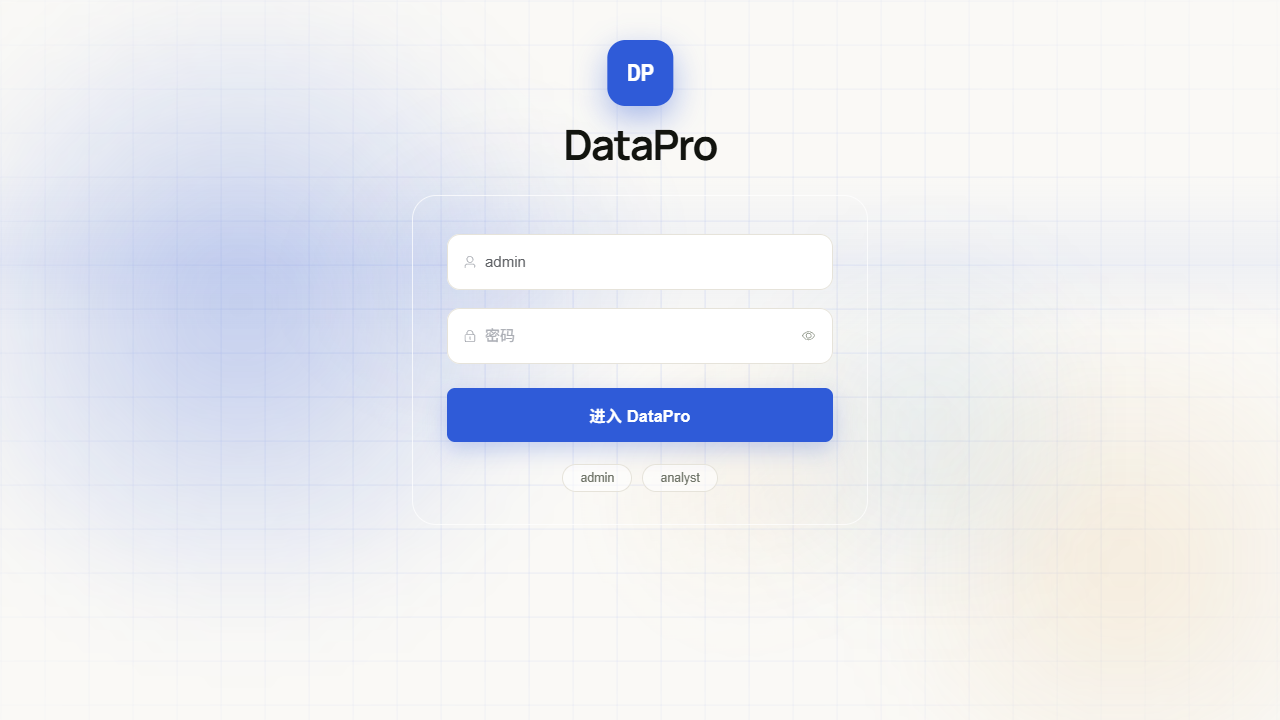 DP
DataPro
admin
密码
进入 DataPro
admin
analyst